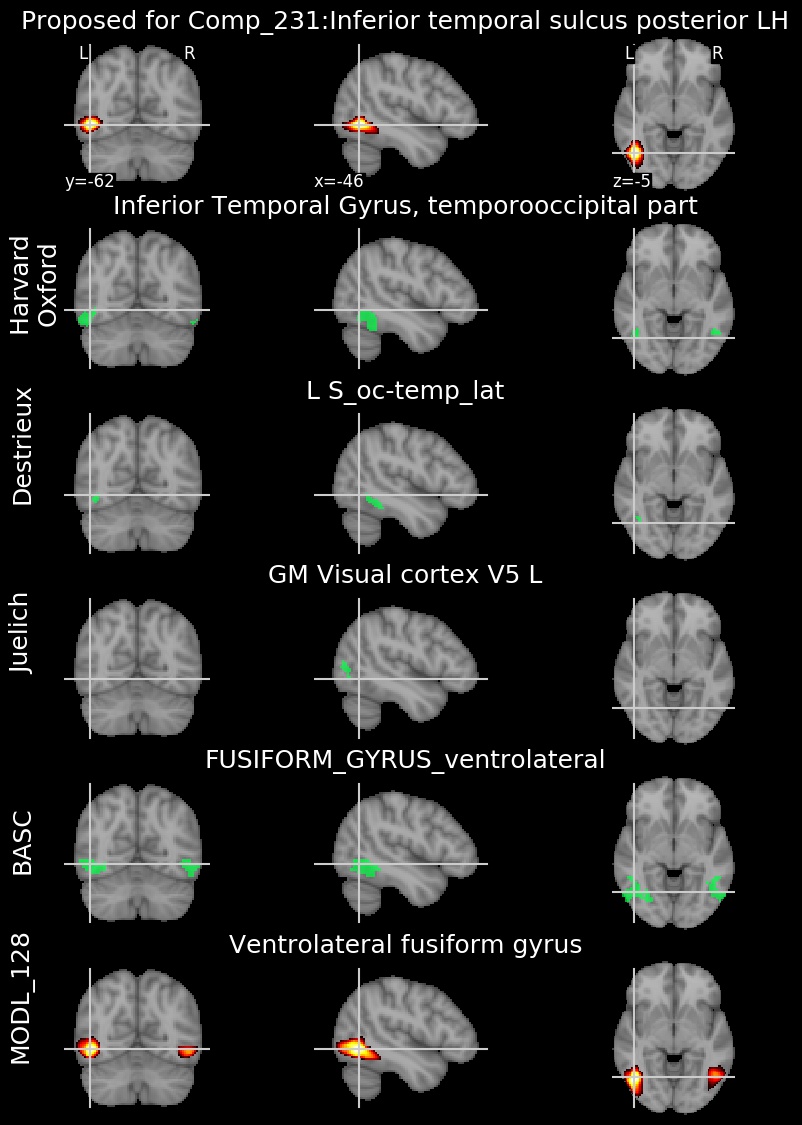 Proposed for Comp_231:Inferior temporal sulcus posterior LH
L R
L R
y=-62 x=-46 z=-5
Inferior Temporal Gyrus, temporooccipital part
Harvard
Oxford
L S_oc-temp_lat
Destrieux
GM Visual cortex V5 L
Juelich
FUSIFORM_GYRUS_ventrolateral
BASC
Ventrolateral fusiform gyrus
MODL_128